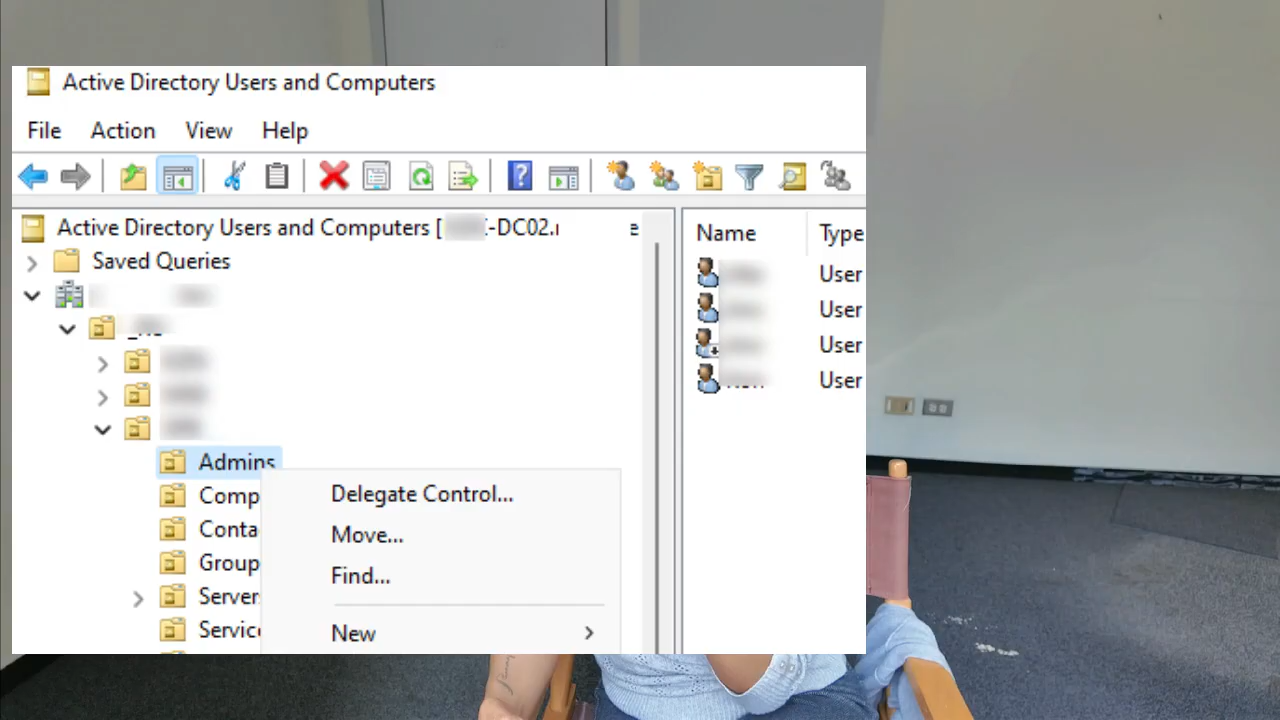 Active Directory Users and Computers
File Action View Help
Active Directory Users and Computers [ -DC02.
Name Type
Saved Queries
User
User
User
User
Admins
Comp
Conta
Group
Server
Servic
Delegate Control...
Move...
Find...
New